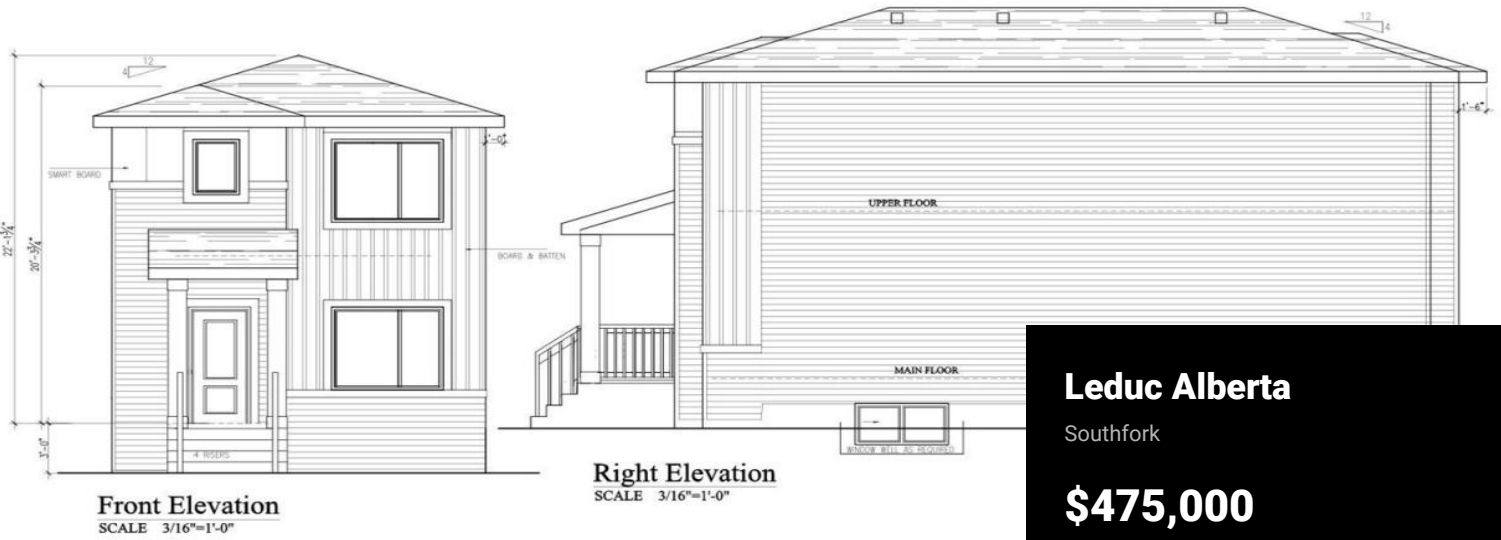 12
4
22'-1¾"
20'-3¾"
1'-0"
SMART BOARD
BOARD & BATTEN
3'-0"
4 RISERS
Front Elevation
SCALE 3/16"=1'-0"
12
4
1'-6"
UPPER FLOOR
MAIN FLOOR
WINDOW WELL AS REQUIRED
Right Elevation
SCALE 3/16"=1'-0"
Leduc Alberta
Southfork
$475,000